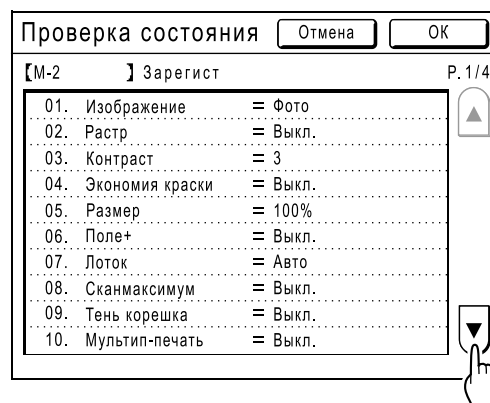 Проверка состояния Отмена OK
【M-2 】Зарегист P.1/4
01. Изображение = Фото
02. Растр = Выкл.
03. Контраст = 3
04. Экономия краски = Выкл.
05. Размер = 100%
06. Поле+ = Выкл.
07. Лоток = Авто
08. Сканмаксимум = Выкл.
09. Тень корешка = Выкл.
10. Мультип-печать = Выкл.